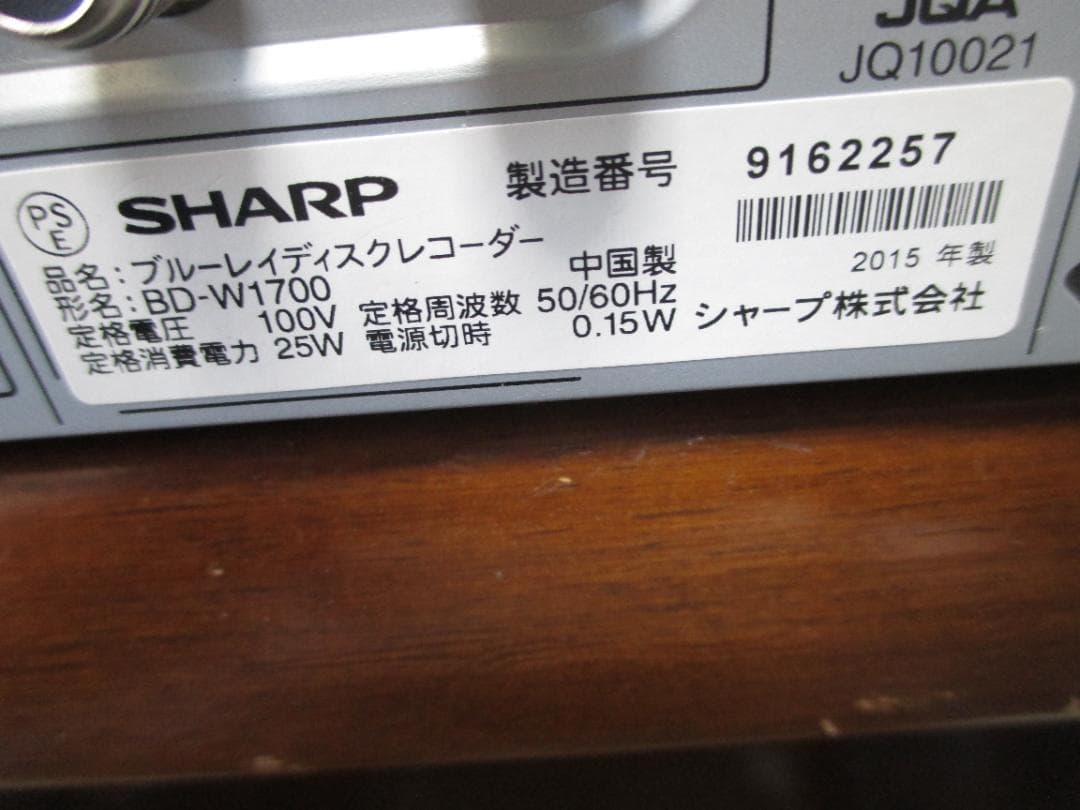 JQA
JQ10021
PS
E
SHARP
製造番号 9162257
品名：ブルーレイディスクレコーダー
中国製 2015 年製
形名：BD-W1700
定格電圧 100V 定格周波数 50/60Hz
定格消費電力 25W 電源切時 0.15W シャープ株式会社